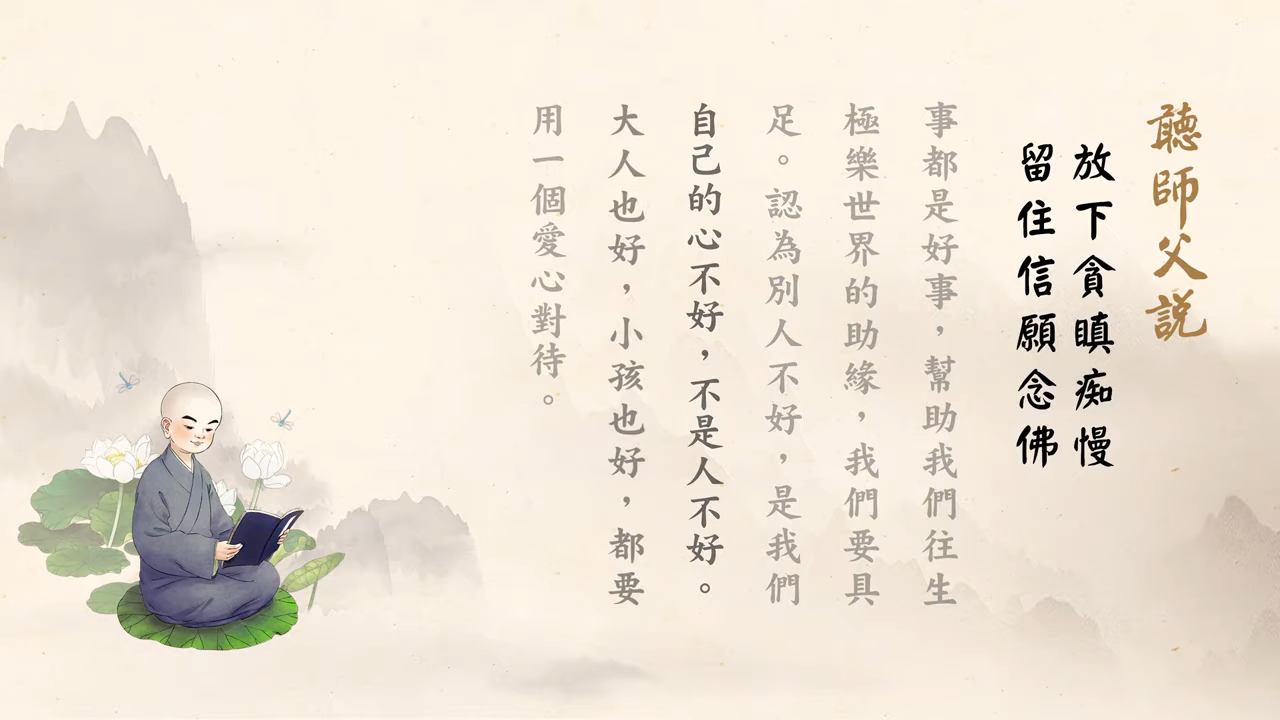 聽師父説
放下貪瞋痴慢
留住信願念佛
事都是好事，幫助我們往生
極樂世界的助緣，我們要具
足。認為別人不好，是我們
自己的心不好，不是人不好。
大人也好，小孩也好，都要
用一個愛心對待。